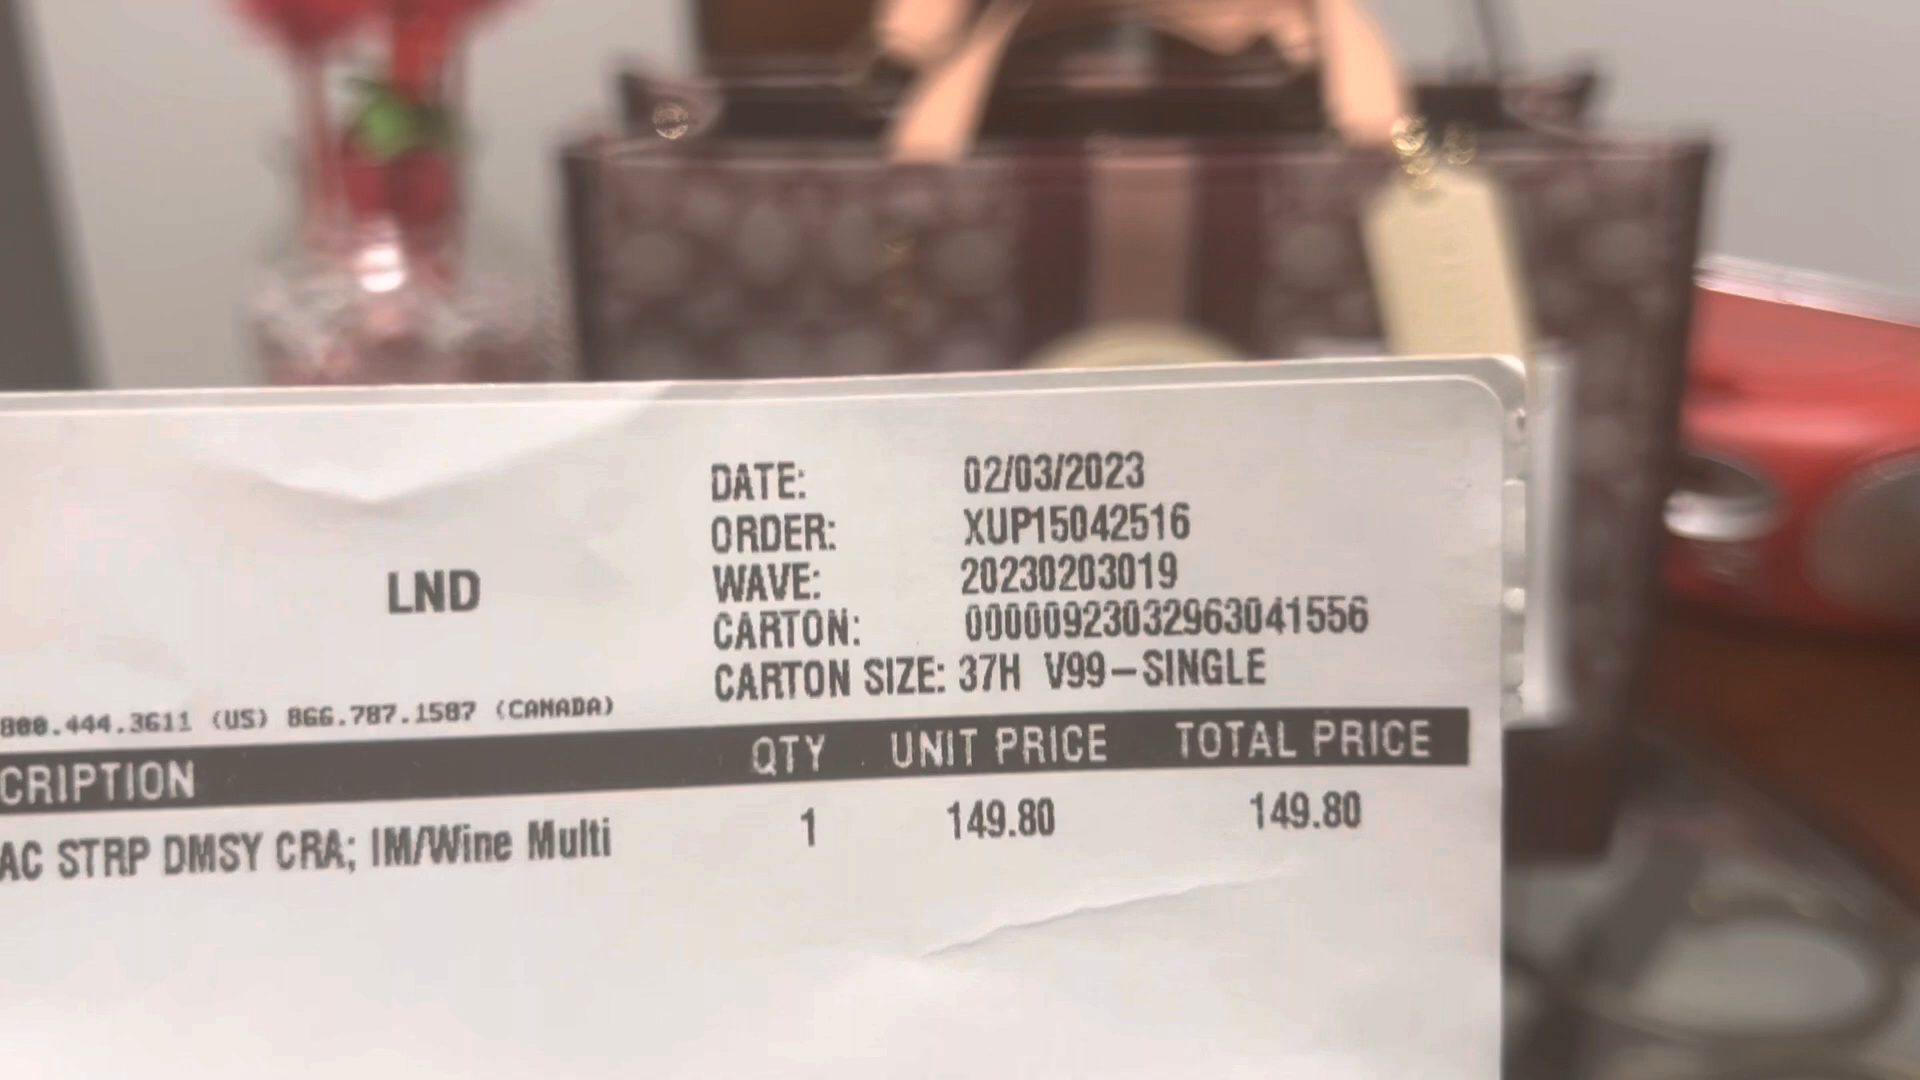 DATE: 02/03/2023
ORDER: XUP15042516
WAVE: 20230203019
LND
CARTON: 00000923032963041556
CARTON SIZE: 37H V99-SINGLE
800.444.3611 (US) 866.787.1587 (CANADA)
CRIPTION QTY UNIT PRICE TOTAL PRICE
AC STRP DMSY CRA; IM/Wine Multi 1 149.80 149.80